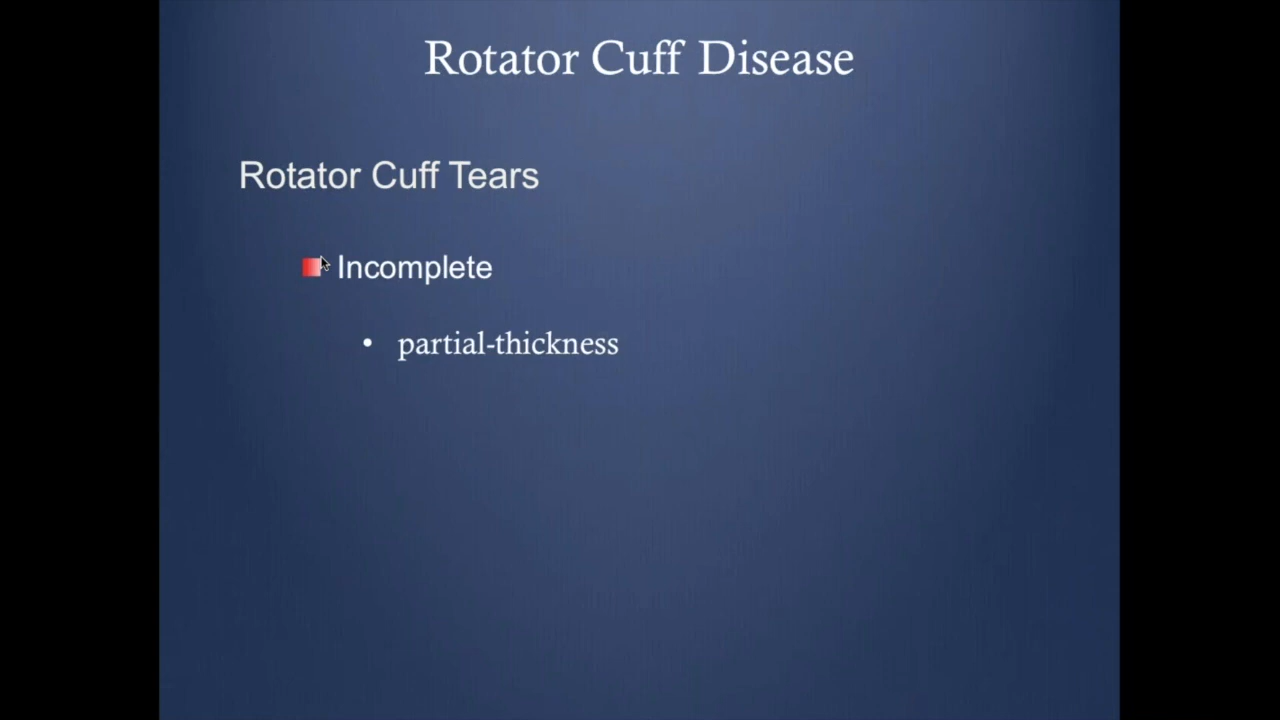 Rotator Cuff Disease
Rotator Cuff Tears
Incomplete
• partial-thickness